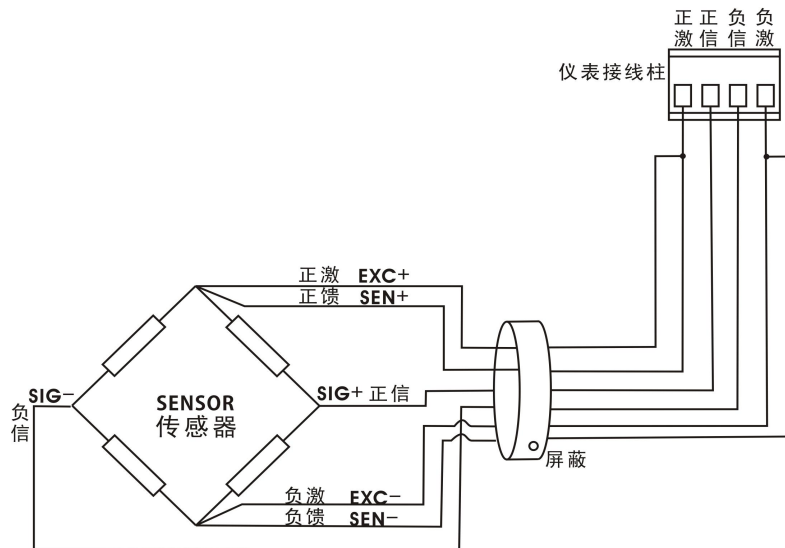 正激 正信 负信 负激
仪表接线柱
正激 EXC+
正馈 SEN+
SIG-
负信
SENSOR
传感器
SIG+ 正信
屏蔽
负激 EXC-
负馈 SEN-